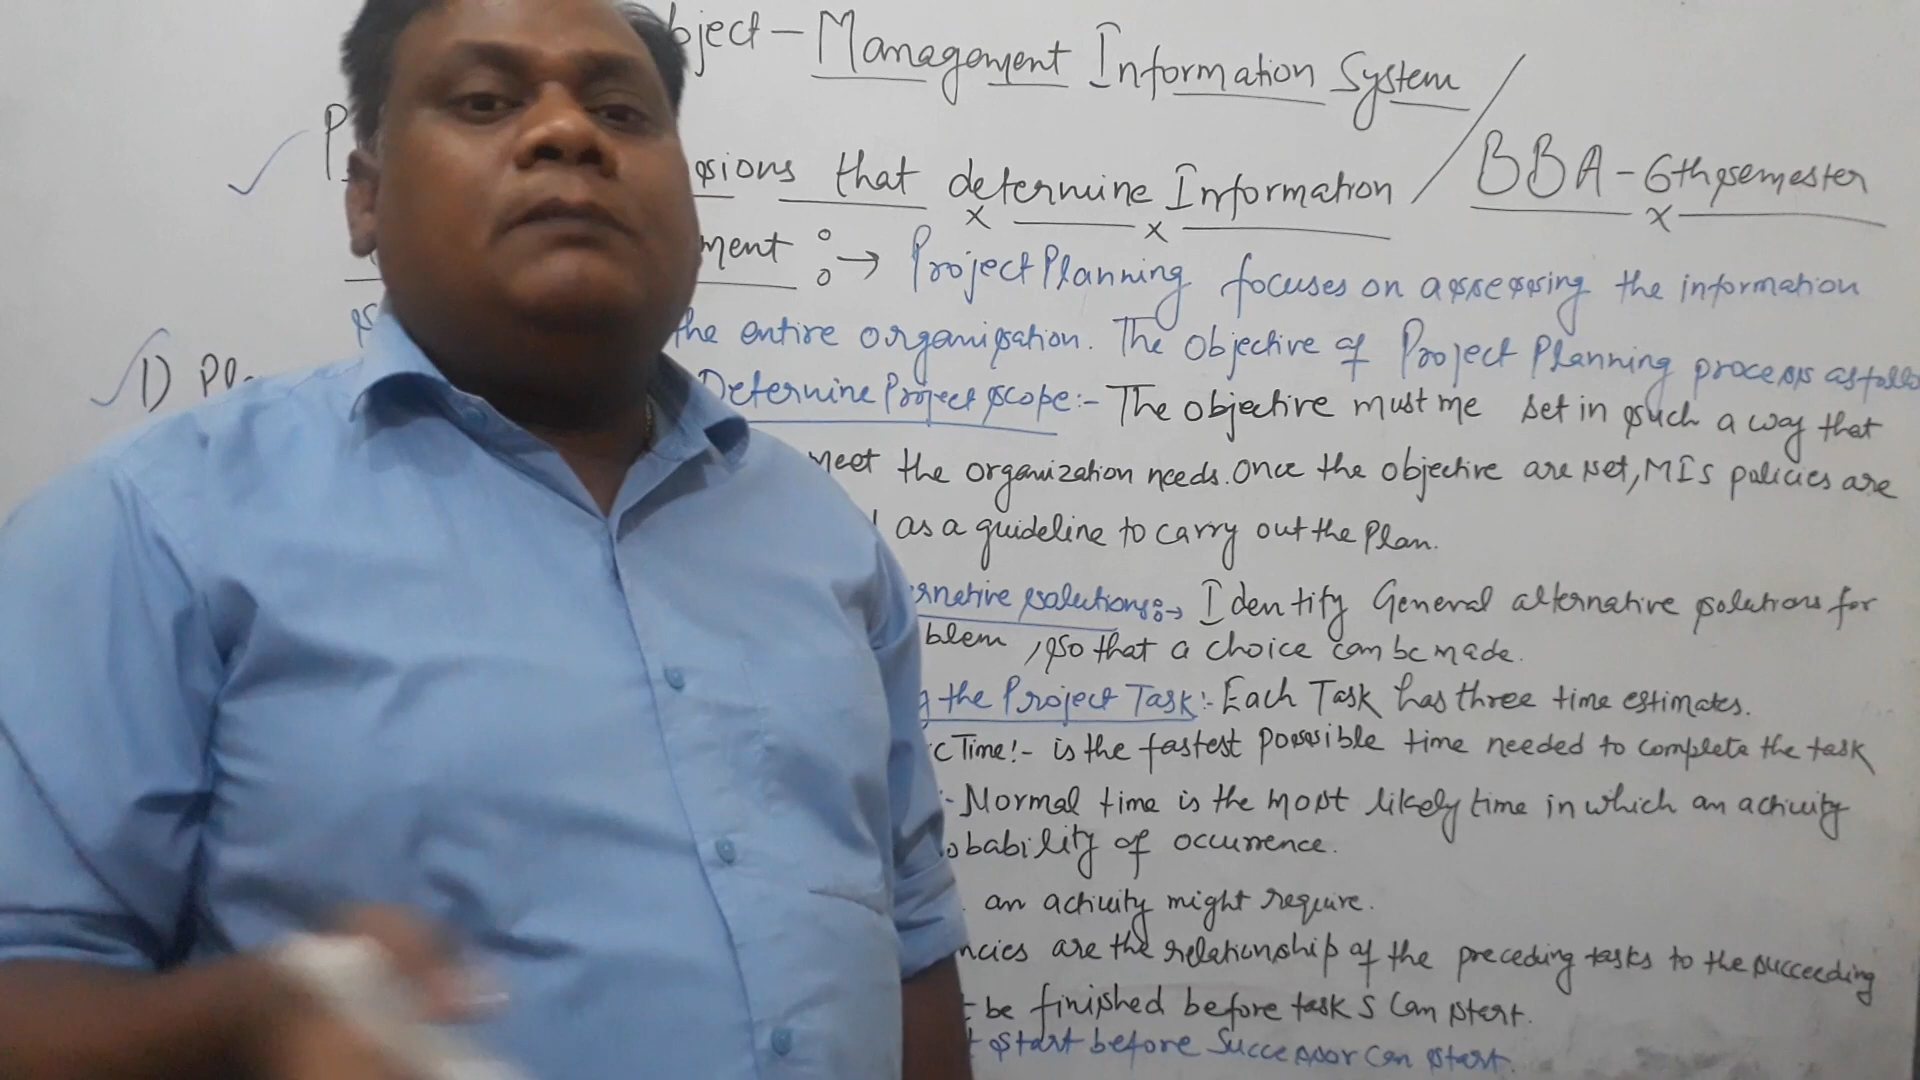 bject - Management Information System
BBA - 6th semester
sions that determine Information
ment :→ Project Planning focuses on assessing the information
the entire organisation. The Objective of Project Planning process as follo
1) Pl
Determine Project scope:- The objective must me set in such a way that
meet the organization needs. Once the objective are set, MIS policies are
as a guideline to carry out the Plan.
ernative solutions:→ Identify General alternative solutions for
blem, so that a choice can be made.
g the Project Task:- Each Task has three time estimates.
c Time:- is the fastest possible time needed to complete the task
:- Normal time is the most likely time in which an activity
obability of occurrence.
an activity might require.
ncies are the relationship of the preceding tasks to the succeeding
t be finished before task S can start.
t start before Successor can start.